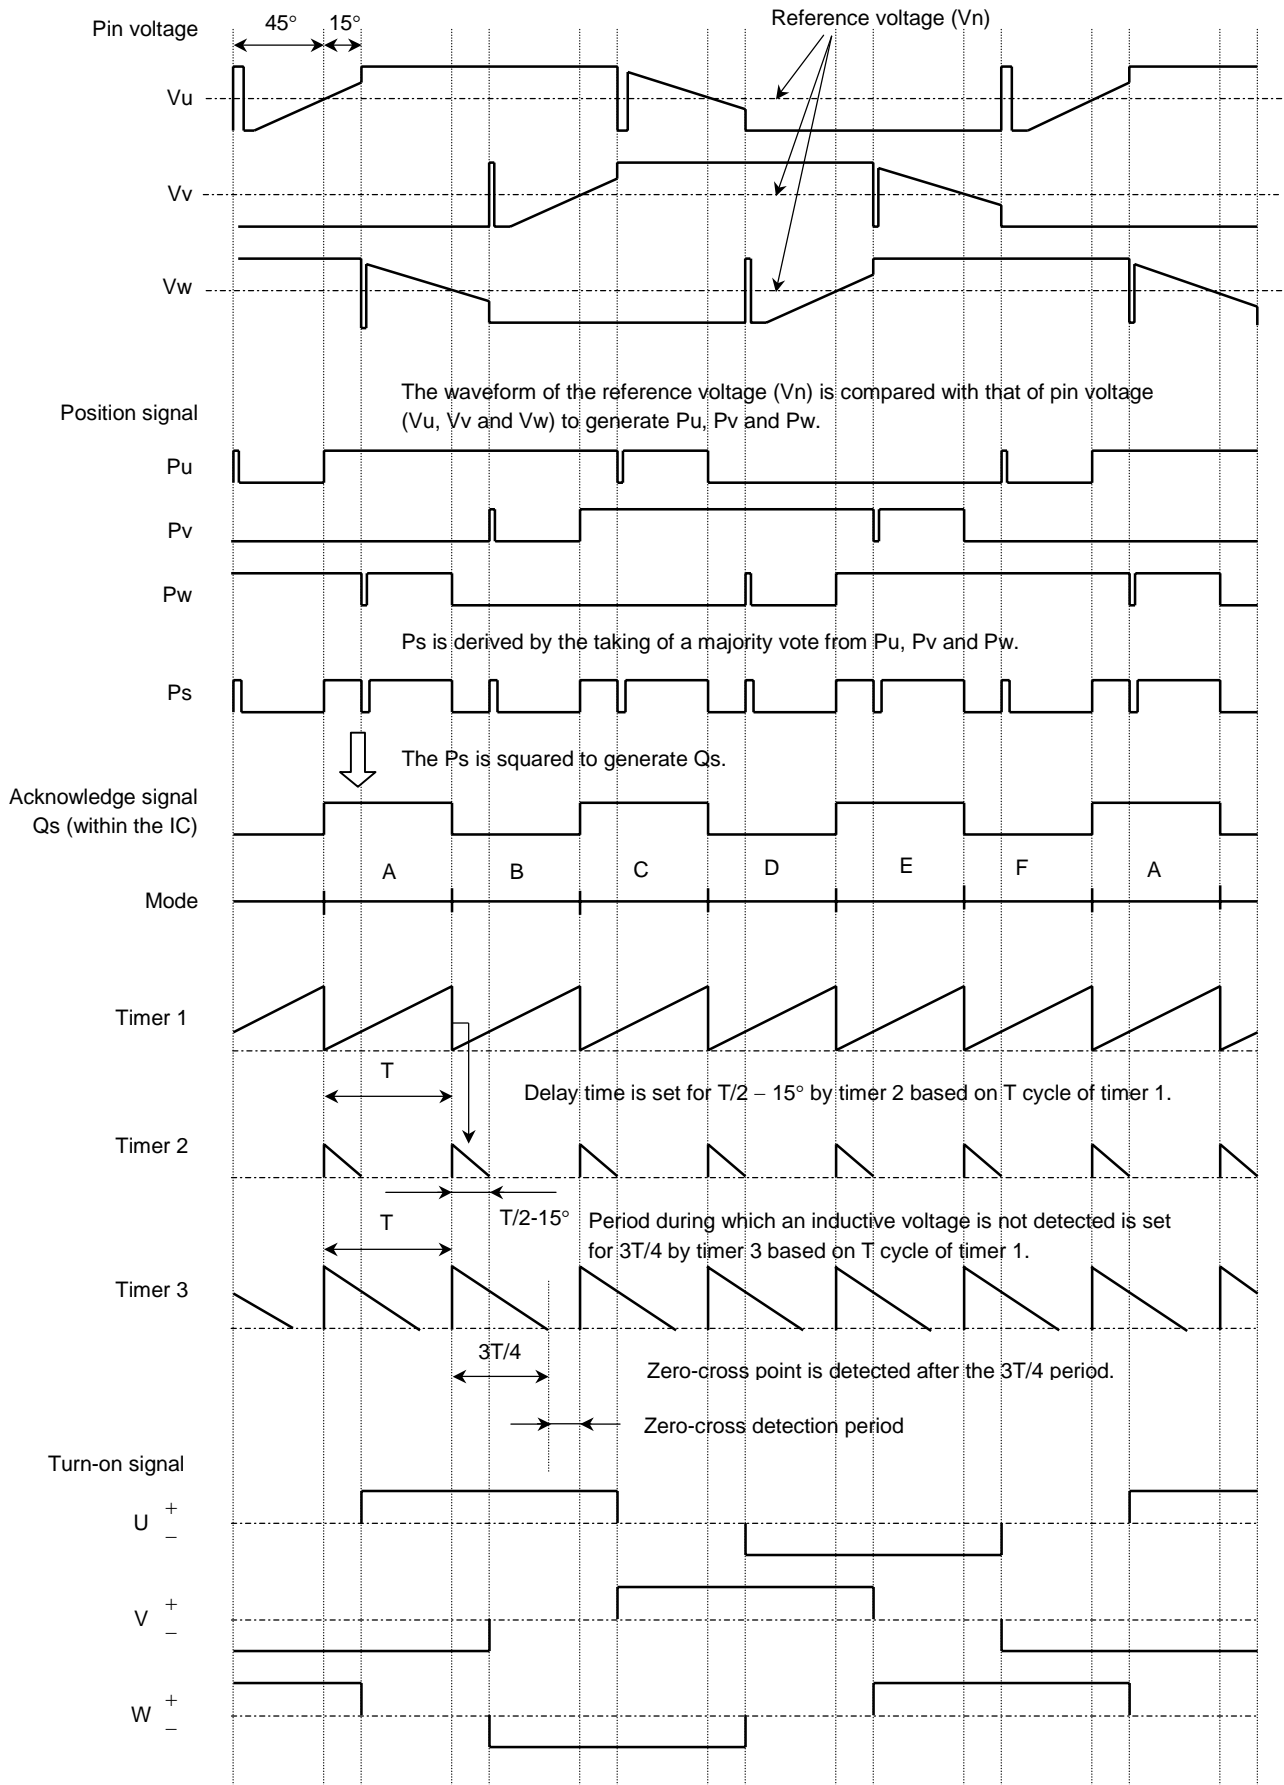 Reference voltage (Vn)
Pin voltage
45°
15°
Vu
Vv
Vw
The waveform of the reference voltage (Vn) is compared with that of pin voltage
(Vu, Vv and Vw) to generate Pu, Pv and Pw.
Position signal
Pu
Pv
Pw
Ps is derived by the taking of a majority vote from Pu, Pv and Pw.
Ps
The Ps is squared to generate Qs.
Acknowledge signal
Qs (within the IC)
A
B
C
D
E
F
A
Mode
Timer 1
T
Delay time is set for T/2 − 15° by timer 2 based on T cycle of timer 1.
Timer 2
T/2-15°
T
Period during which an inductive voltage is not detected is set
for 3T/4 by timer 3 based on T cycle of timer 1.
Timer 3
3T/4
Zero-cross point is detected after the 3T/4 period.
Zero-cross detection period
Turn-on signal
U
+
−
V
+
−
W
+
−